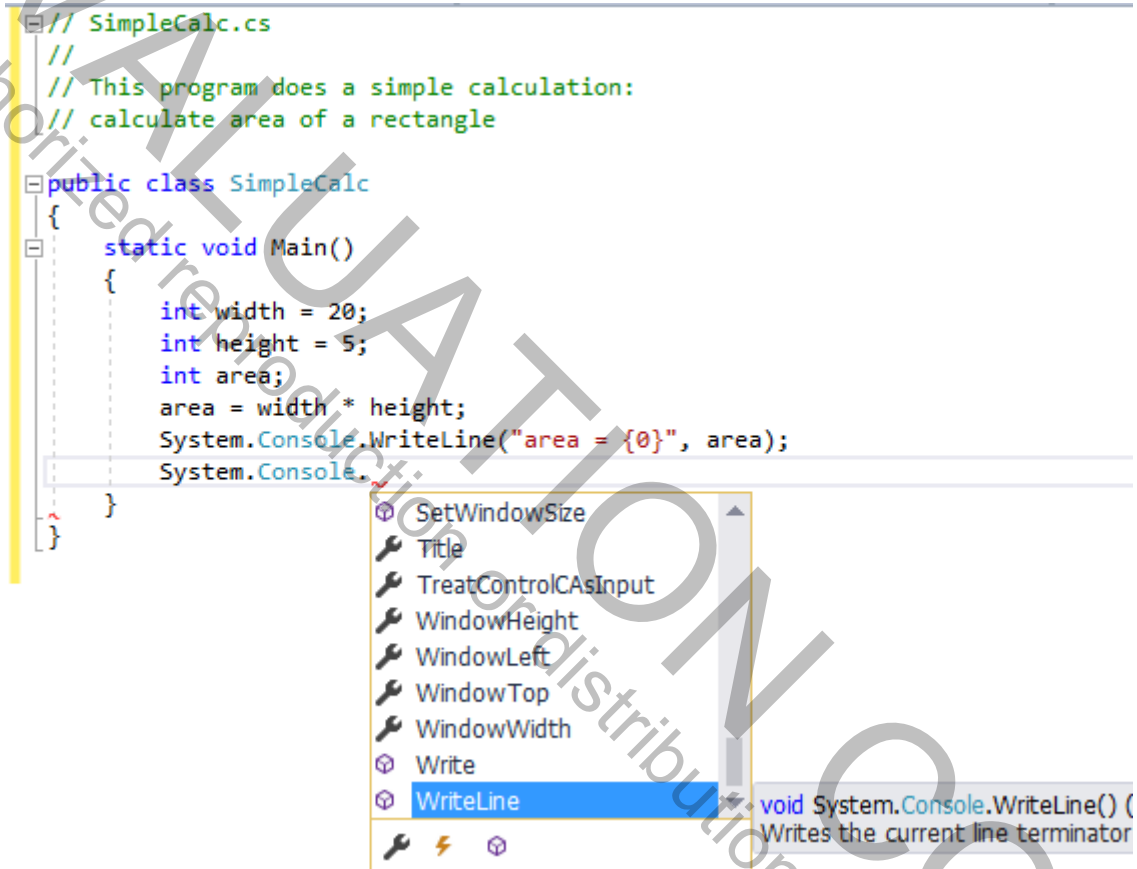 // SimpleCalc.cs
//
// This program does a simple calculation:
// calculate area of a rectangle
public class SimpleCalc
{
static void Main()
{
int width = 20;
int height = 5;
int area;
area = width * height;
System.Console.WriteLine("area = {0}", area);
System.Console.
}
}
SetWindowSize
Title
TreatControlCAsInput
WindowHeight
WindowLeft
WindowTop
WindowWidth
Write
WriteLine
void System.Console.WriteLine() (
Writes the current line terminator
VALUATION CO
horized reproduction or distribution